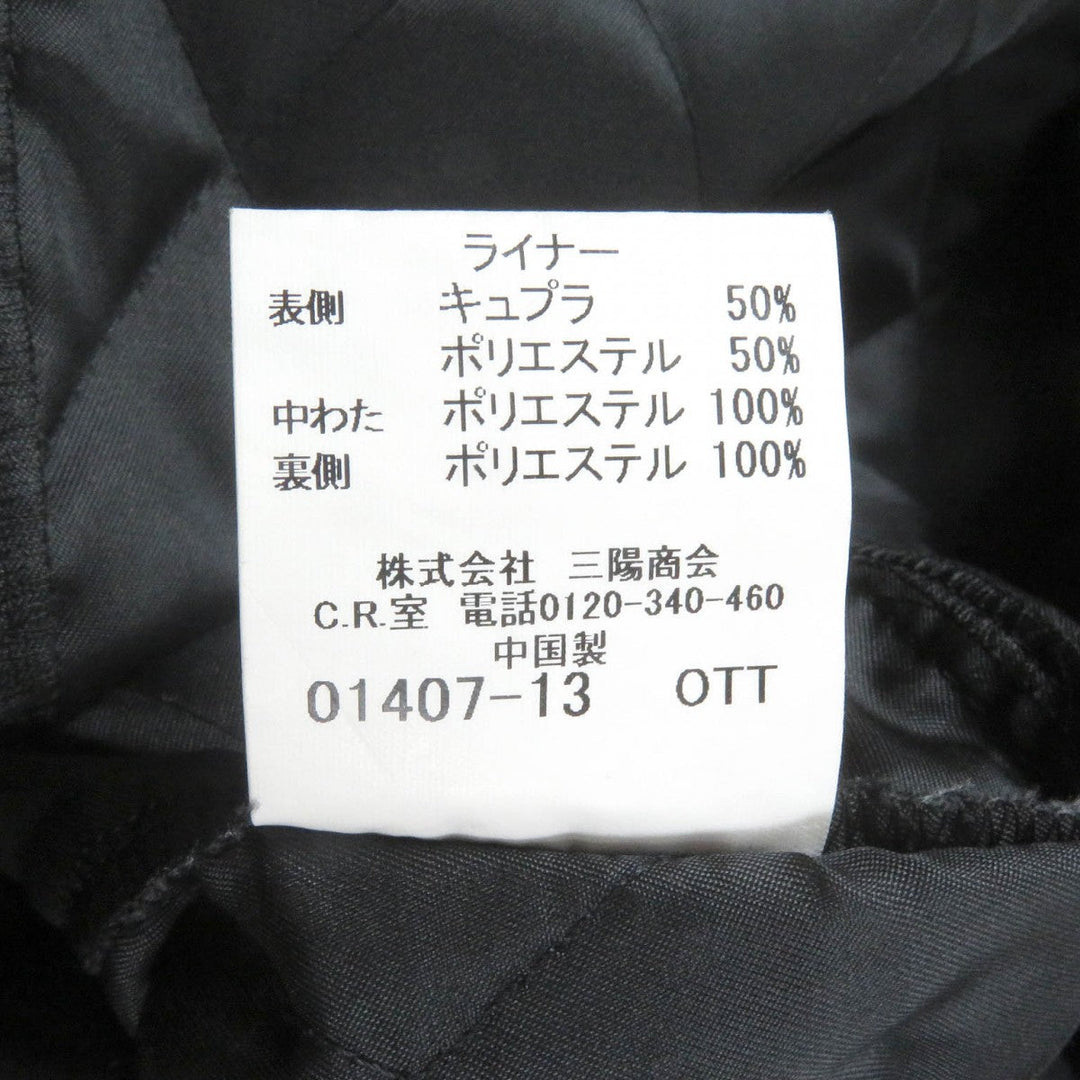 ライナー
表側 キュプラ 50%
ポリエステル 50%
中わた ポリエステル 100%
裏側 ポリエステル 100%
株式会社 三陽商会
C.R.室 電話0120-340-460
中国製
01407-13 OTT